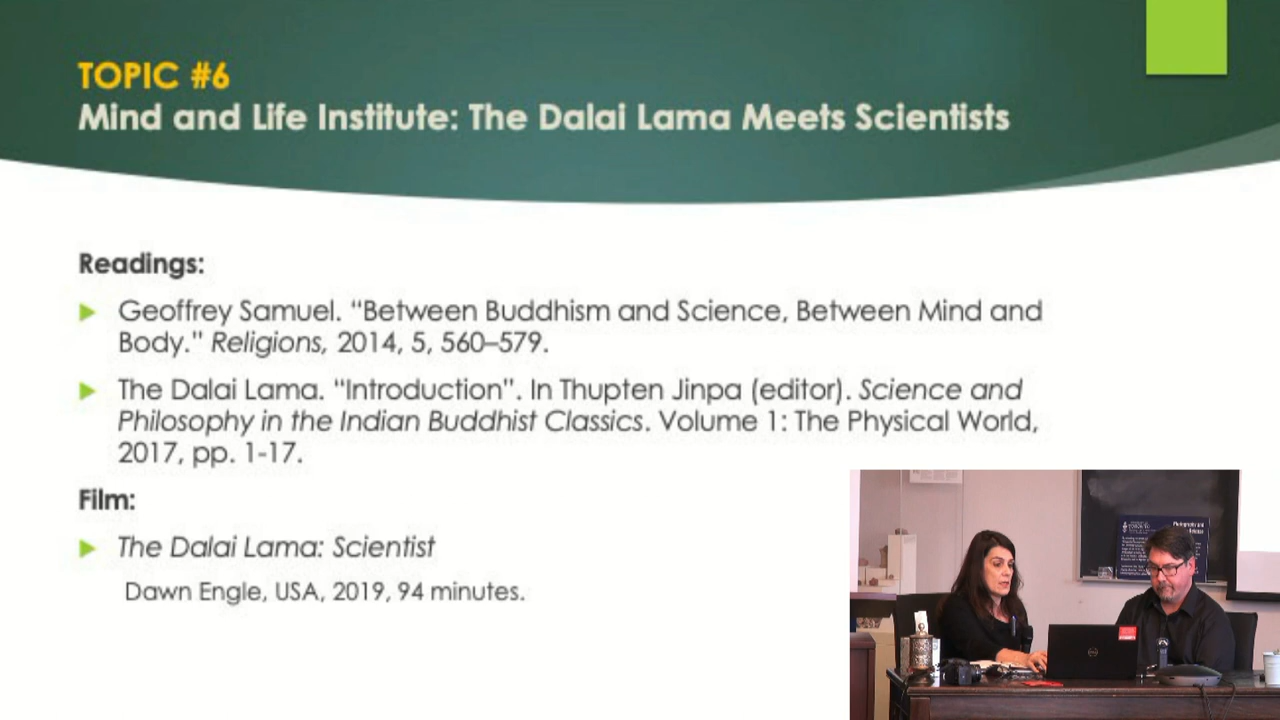 TOPIC #6
Mind and Life Institute: The Dalai Lama Meets Scientists
Readings:
Geoffrey Samuel. “Between Buddhism and Science, Between Mind and
Body.” Religions, 2014, 5, 560–579.
The Dalai Lama. “Introduction”. In Thupten Jinpa (editor). Science and
Philosophy in the Indian Buddhist Classics. Volume 1: The Physical World,
2017, pp. 1-17.
Film:
The Dalai Lama: Scientist
Dawn Engle, USA, 2019, 94 minutes.